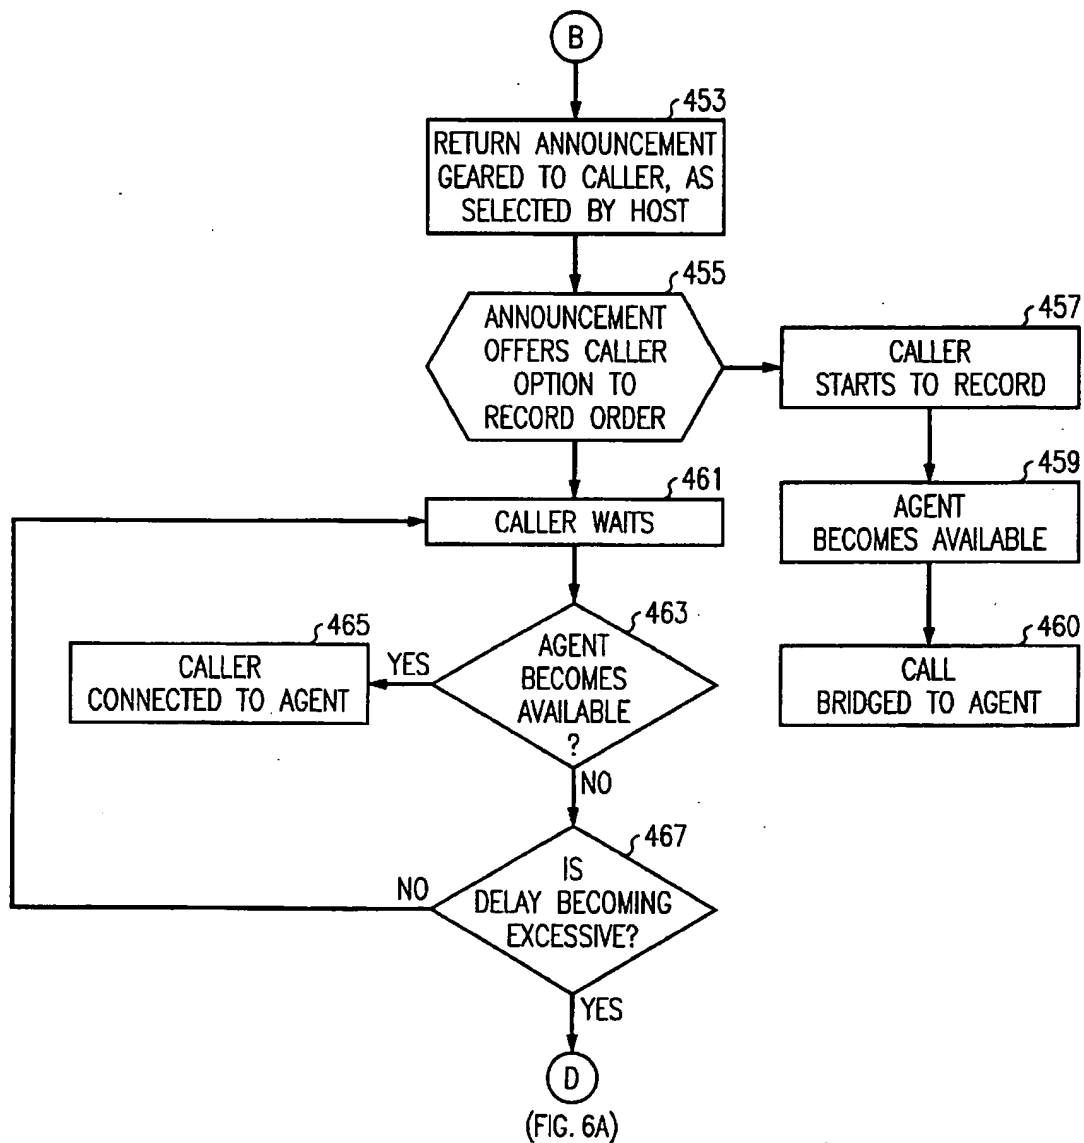 B
453
RETURN ANNOUNCEMENT
GEARED TO CALLER, AS
SELECTED BY HOST
455
ANNOUNCEMENT
OFFERS CALLER
OPTION TO
RECORD ORDER
457
CALLER
STARTS TO RECORD
459
AGENT
BECOMES AVAILABLE
460
CALL
BRIDGED TO AGENT
461
CALLER WAITS
463
AGENT
BECOMES
AVAILABLE
?
YES
465
CALLER
CONNECTED TO AGENT
NO
467
IS
DELAY BECOMING
EXCESSIVE?
NO
YES
D
(FIG. 6A)